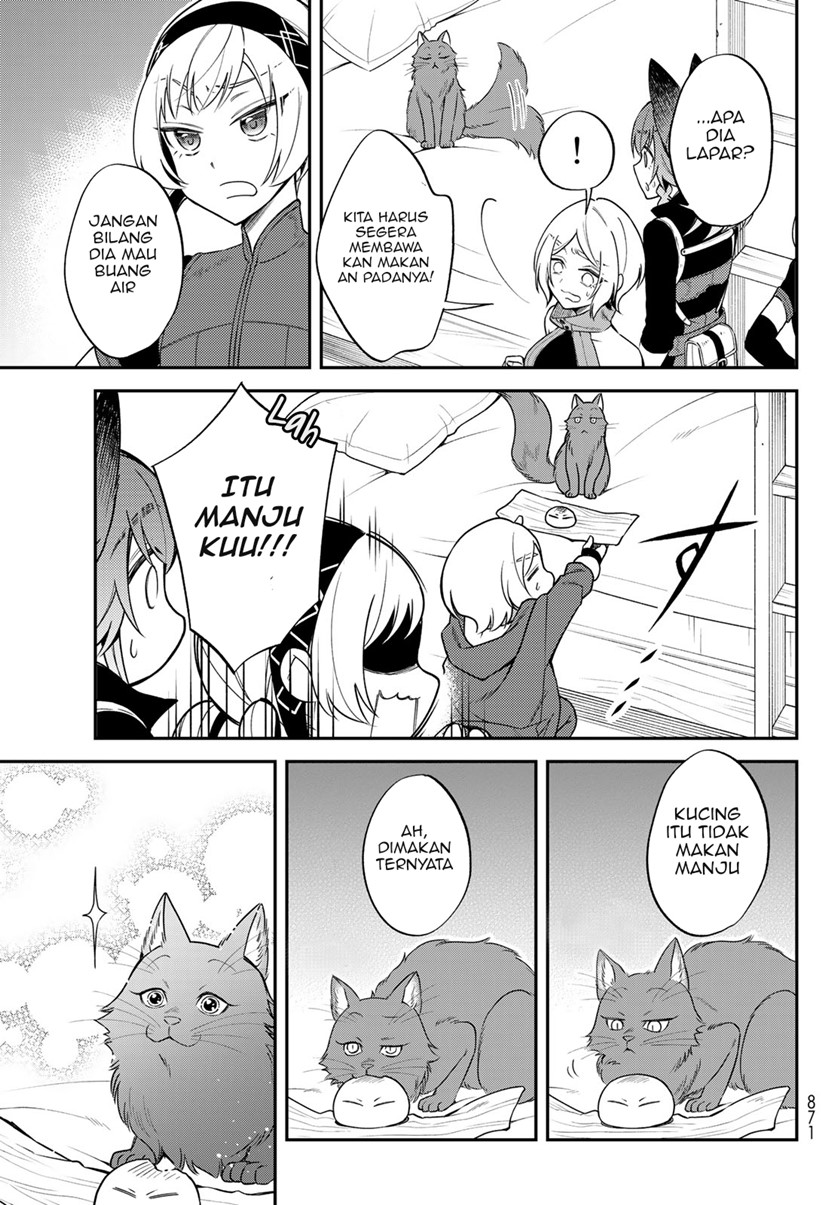 ...APA
DIA
LAPAR?
!
KITA HARUS
SEGERA
MEMBAWA
KAN MAKAN
AN PADANYA!
JANGAN
BILANG
DIA MAU
BUANG
AIR
Lah
ITU
MANJU
KUU!!!
KUCING
ITU TIDAK
MAKAN
MANJU
AH,
DIMAKAN
TERNYATA
871